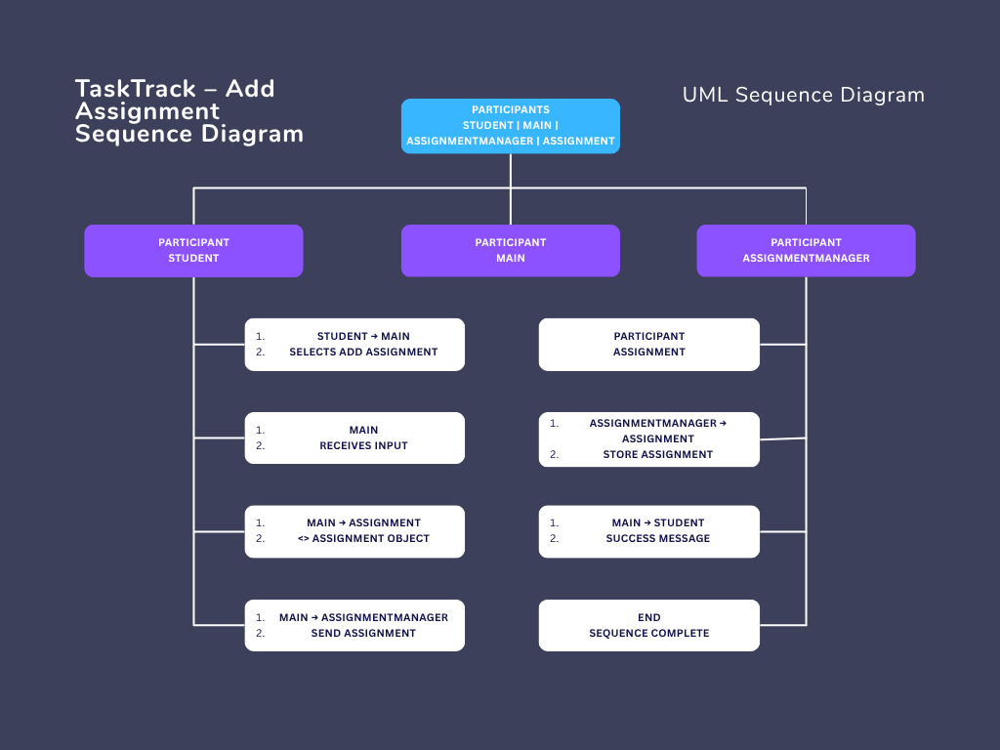 TaskTrack – Add
Assignment
Sequence Diagram
UML Sequence Diagram
PARTICIPANTS
STUDENT | MAIN |
ASSIGNMENTMANAGER | ASSIGNMENT
PARTICIPANT
STUDENT
PARTICIPANT
MAIN
PARTICIPANT
ASSIGNMENTMANAGER
1. STUDENT → MAIN
2. SELECTS ADD ASSIGNMENT
PARTICIPANT
ASSIGNMENT
1. MAIN
2. RECEIVES INPUT
1. ASSIGNMENTMANAGER →
ASSIGNMENT
2. STORE ASSIGNMENT
1. MAIN → ASSIGNMENT
2. <> ASSIGNMENT OBJECT
1. MAIN → STUDENT
2. SUCCESS MESSAGE
1. MAIN → ASSIGNMENTMANAGER
2. SEND ASSIGNMENT
END
SEQUENCE COMPLETE